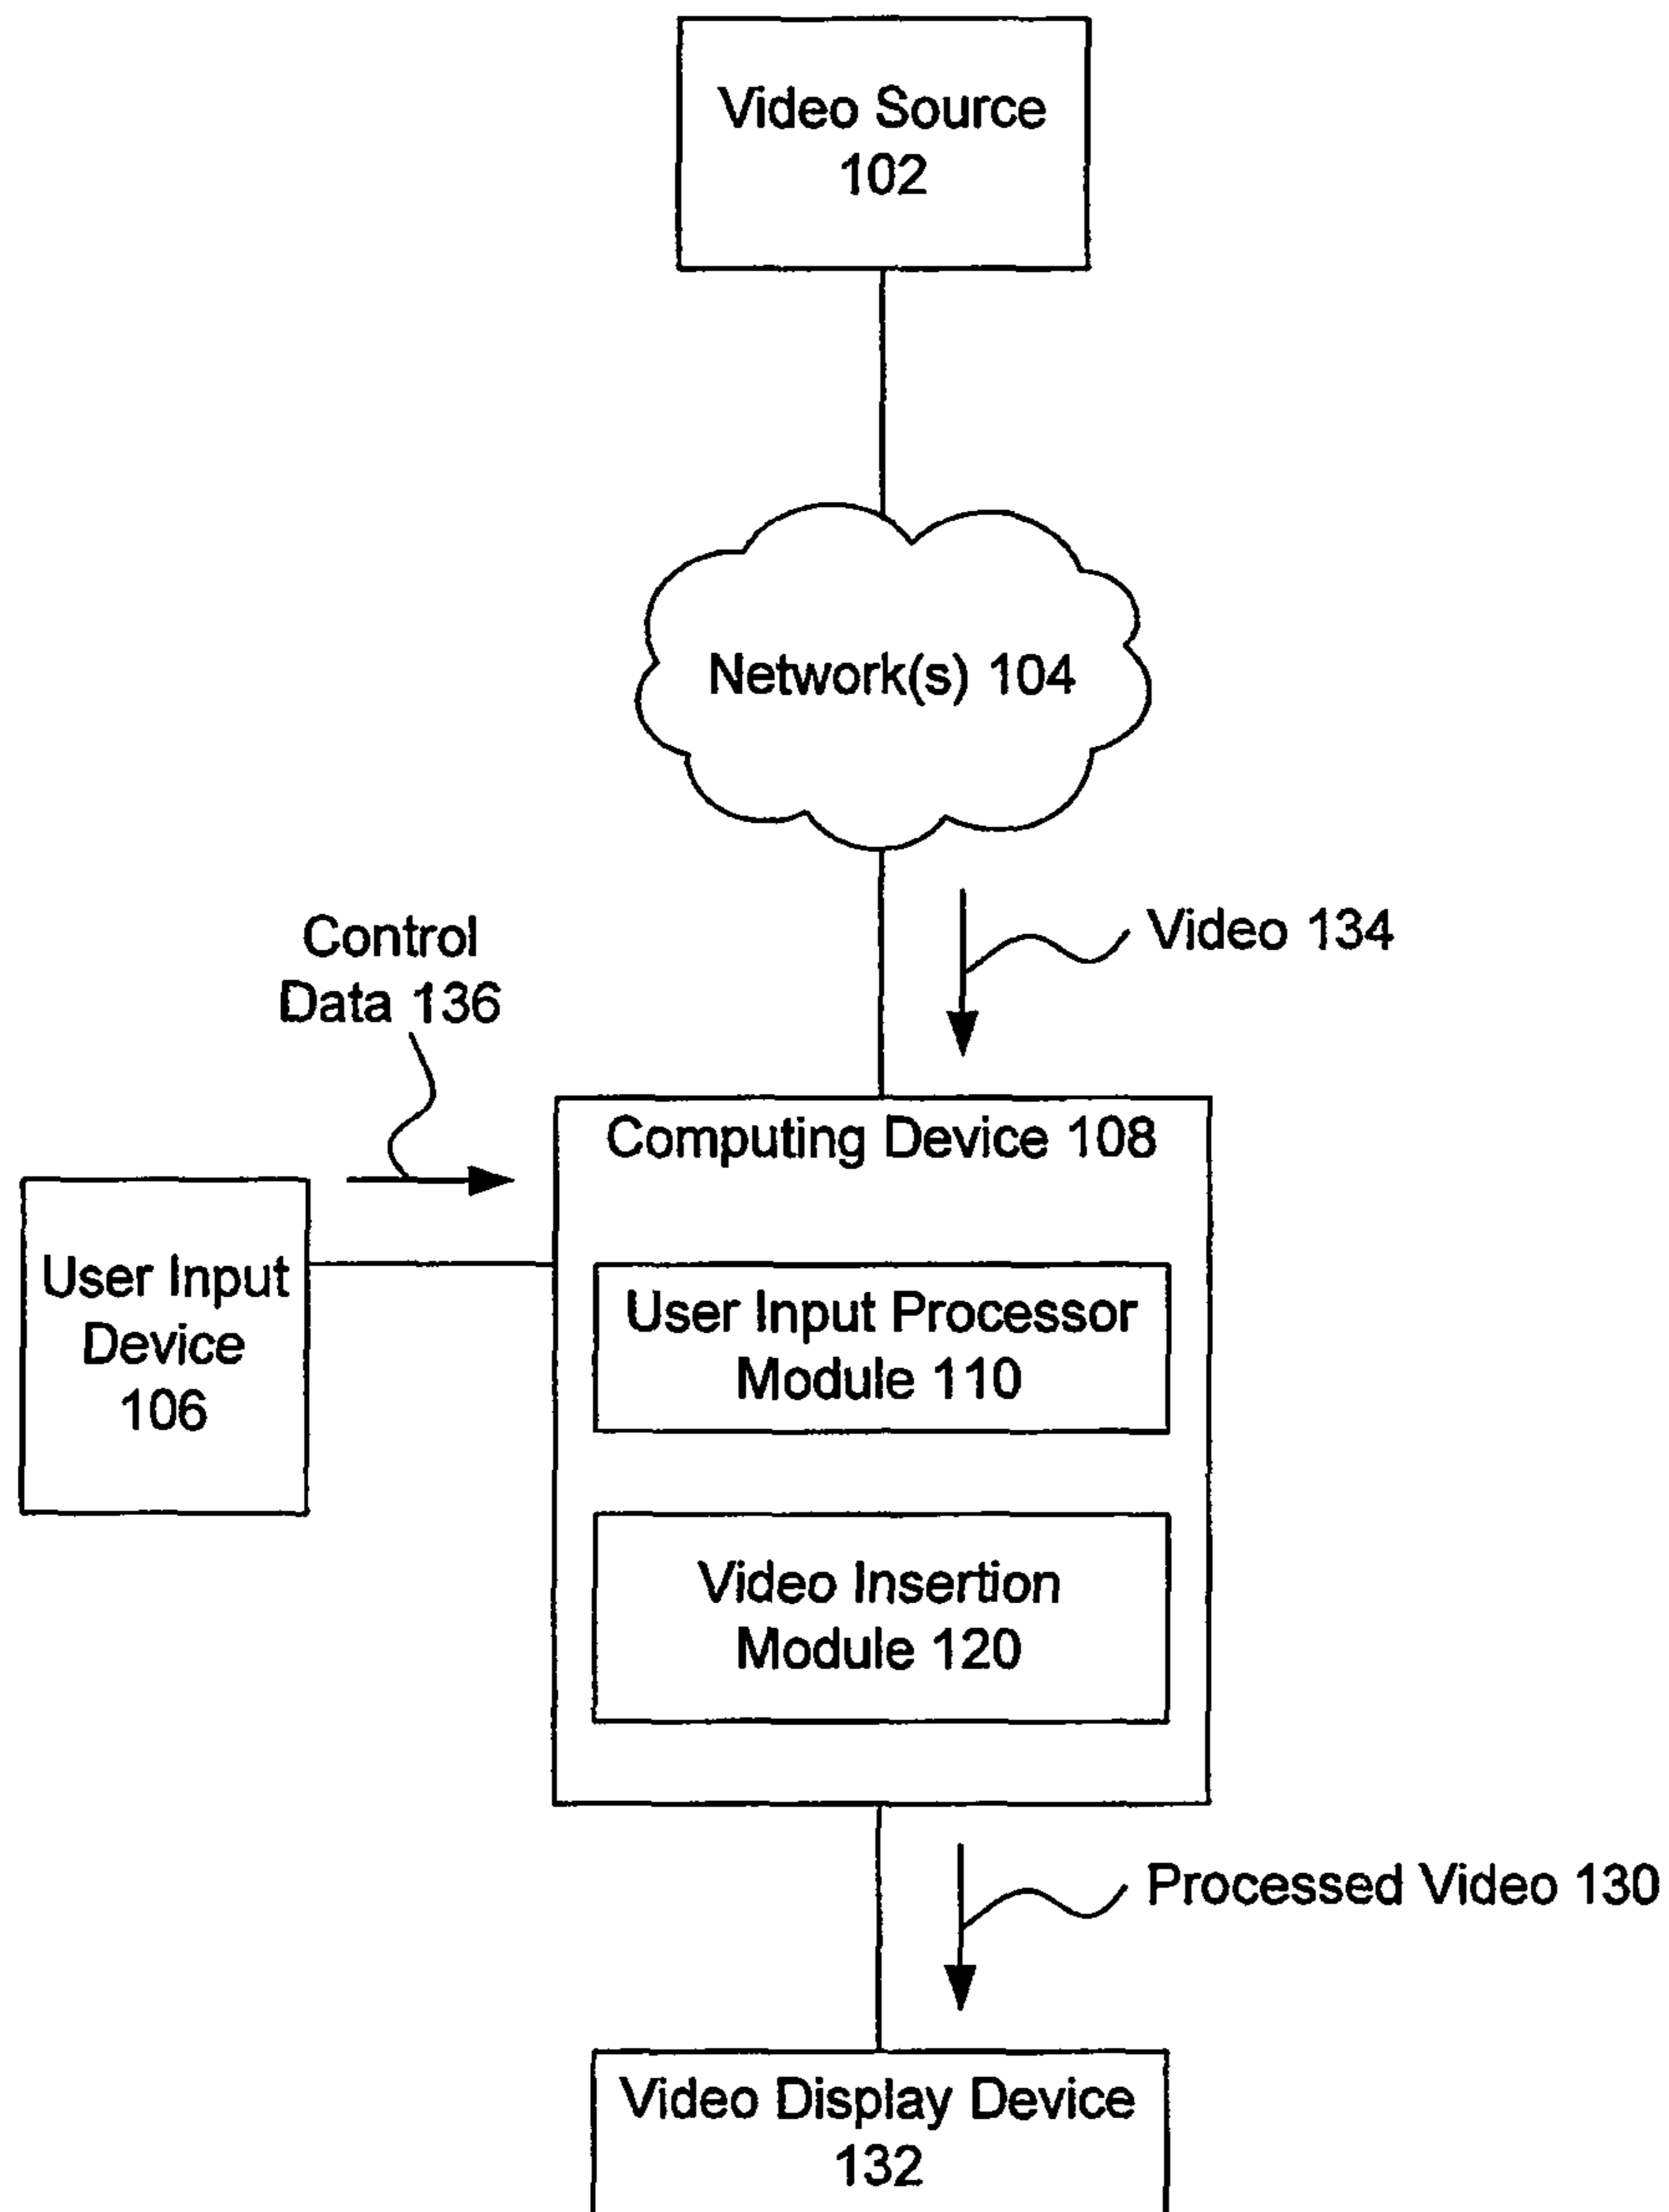 Video Source
102
Network(s) 104
Video 134
Control
Data 136
Computing Device 108
User Input
Device
106
User Input Processor
Module 110
Video Insertion
Module 120
Processed Video 130
Video Display Device
132